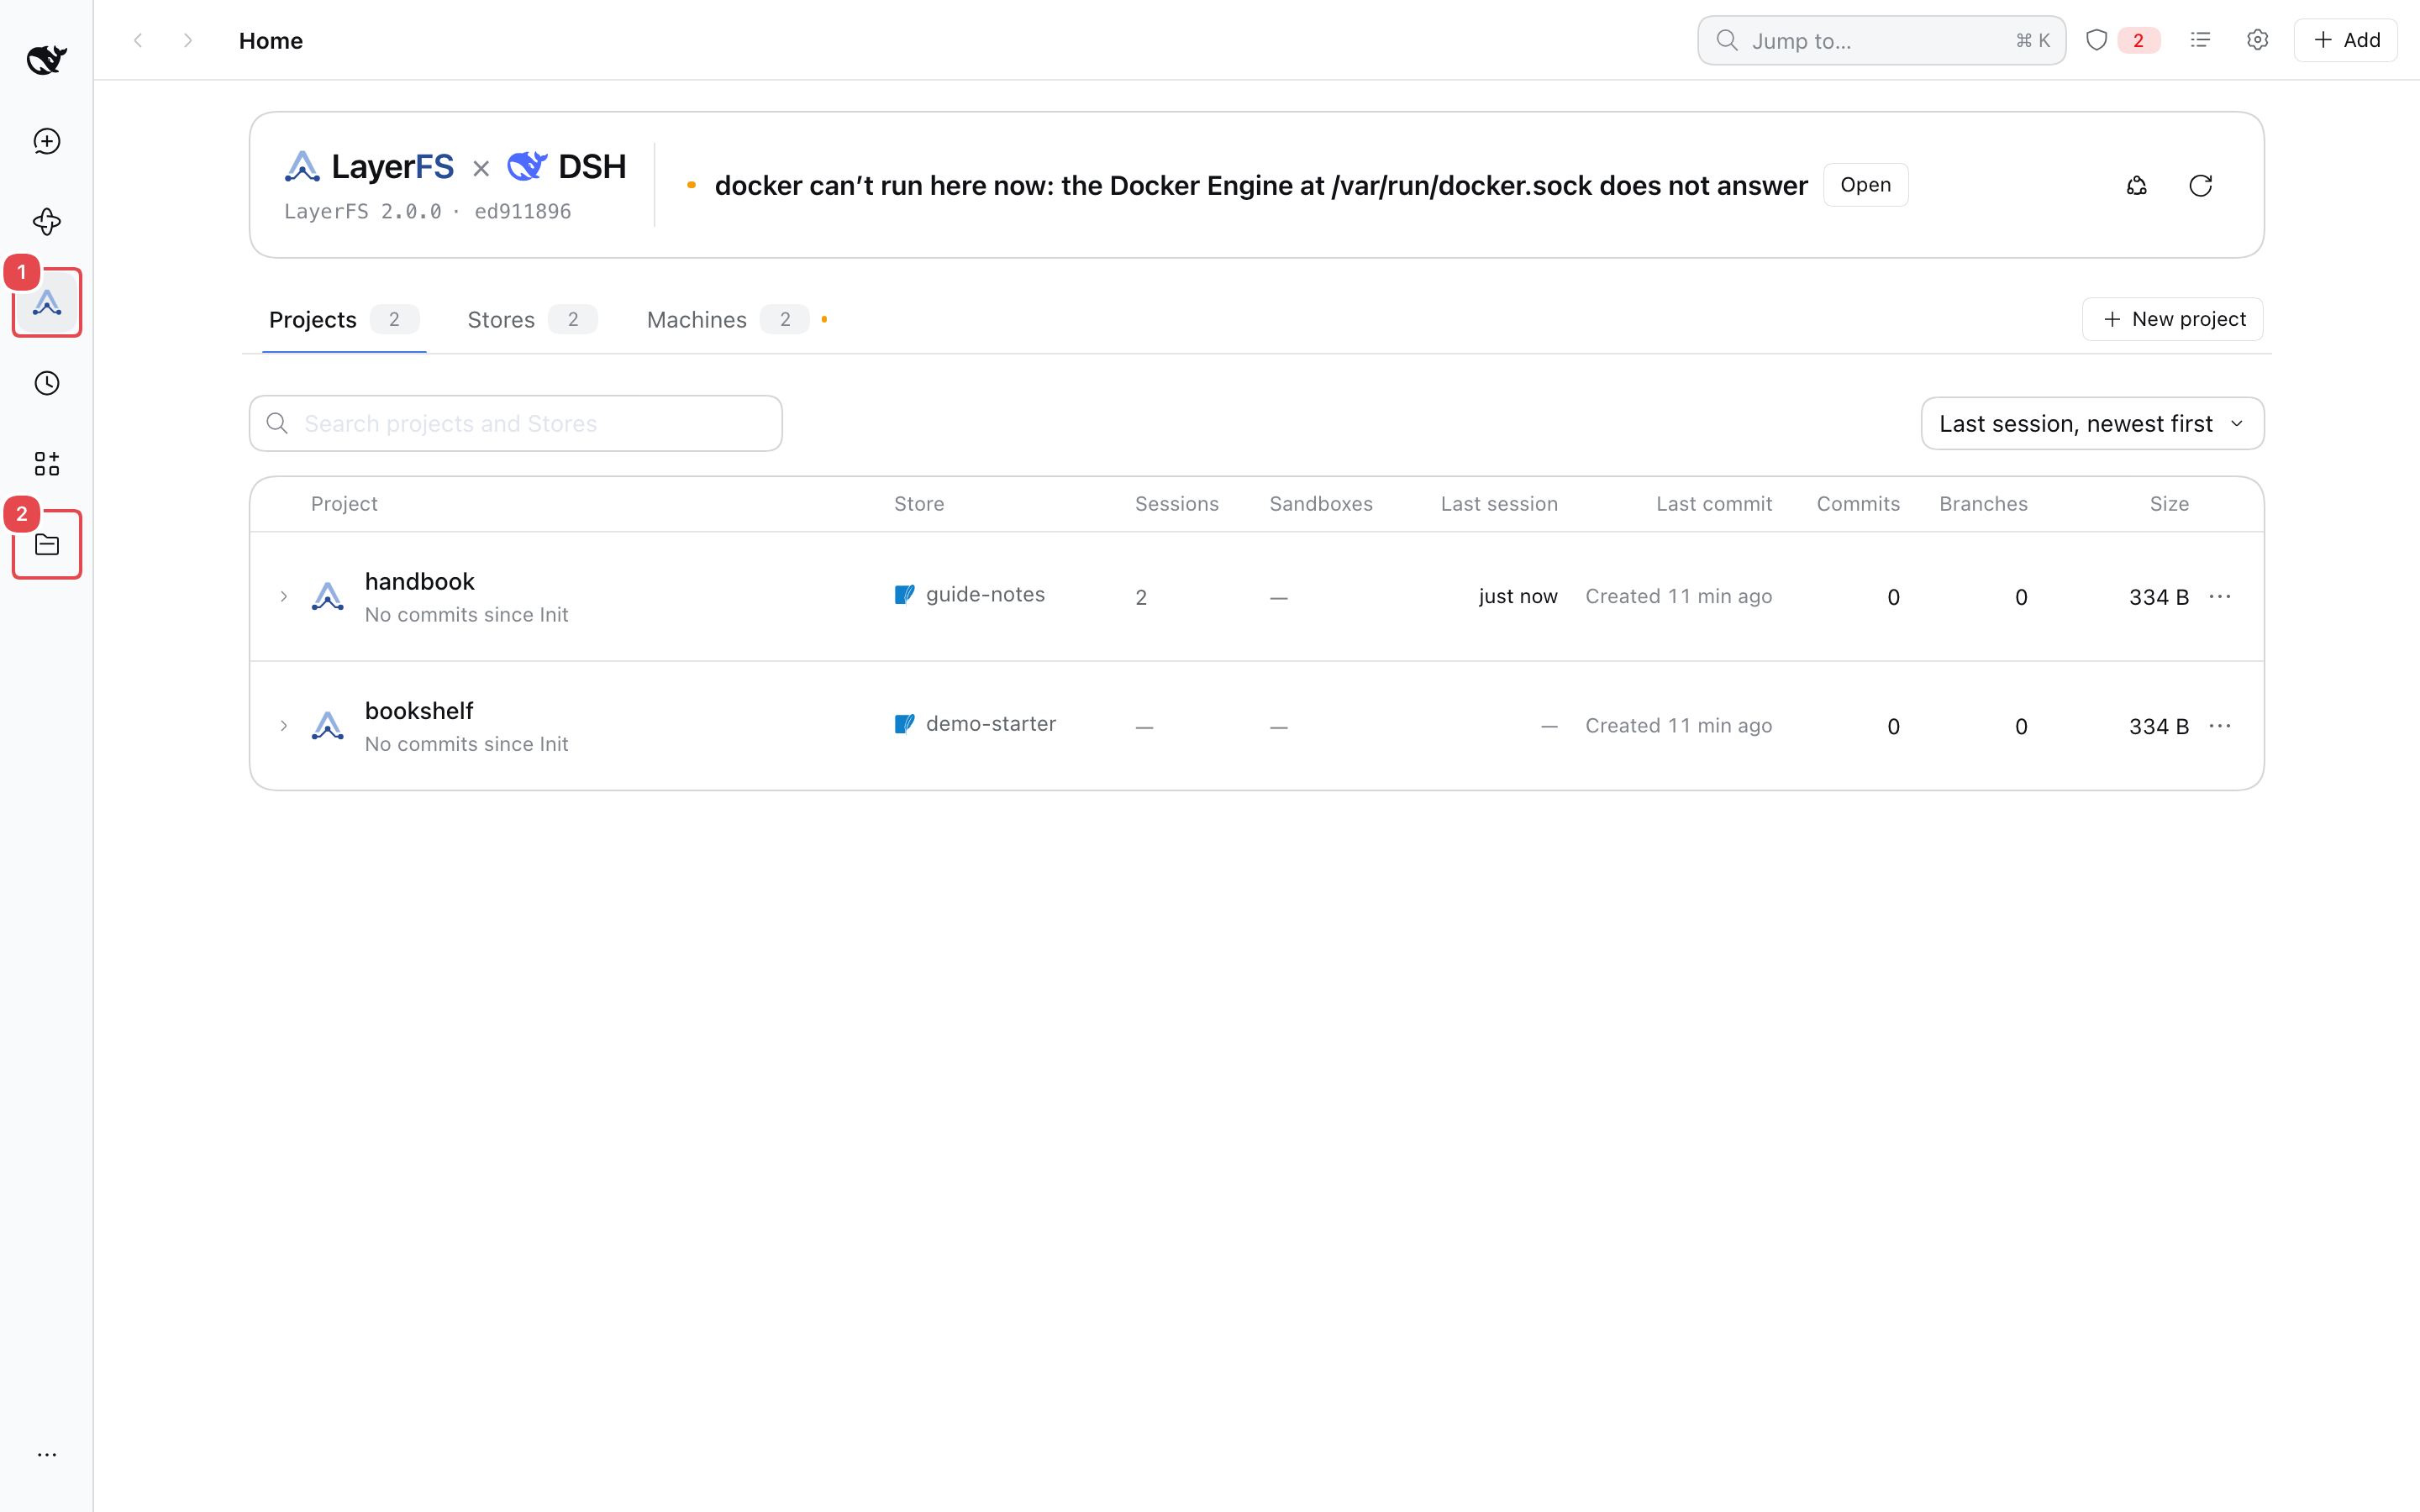 Home
Jump to...
⌘ K
2
Add
LayerFS × DSH
LayerFS 2.0.0 · ed911896
docker can’t run here now: the Docker Engine at /var/run/docker.sock does not answer
Open
1
Projects 2
Stores 2
Machines 2
New project
Search projects and Stores
Last session, newest first
2
Project Store Sessions Sandboxes Last session Last commit Commits Branches Size
handbook
No commits since Init
guide-notes 2 — just now Created 11 min ago 0 0 334 B
bookshelf
No commits since Init
demo-starter — — — Created 11 min ago 0 0 334 B